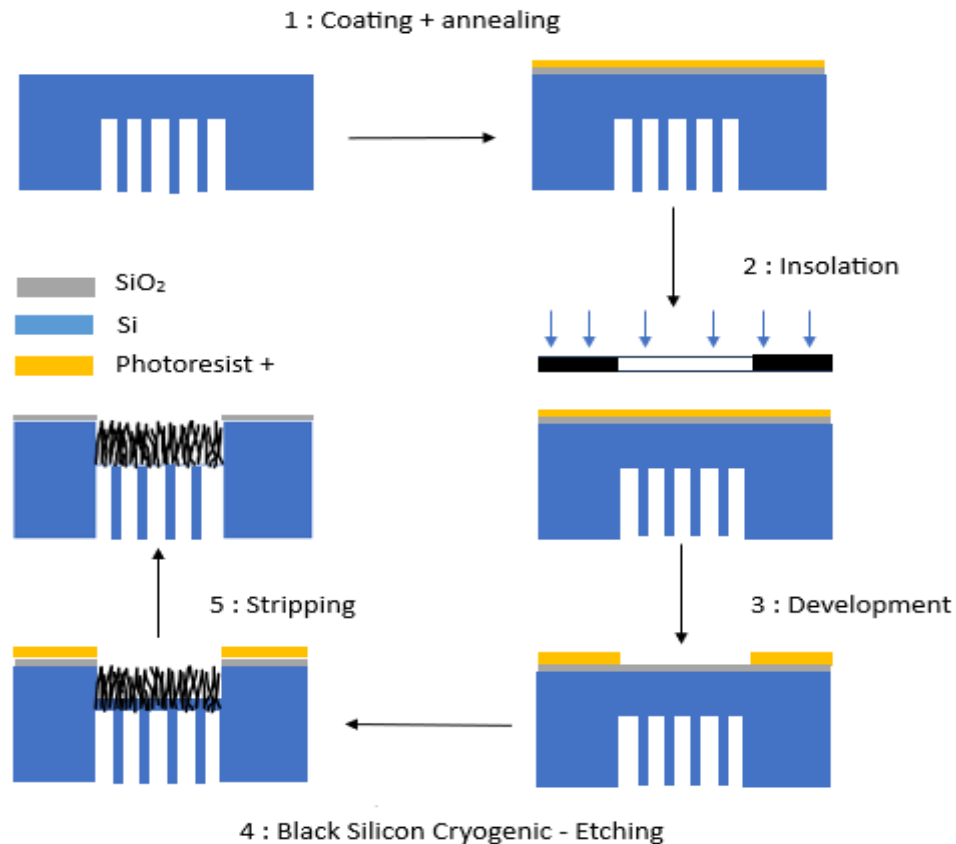 1 : Coating + annealing
2 : Insolation
SiO₂
Si
Photoresist +
3 : Development
5 : Stripping
4 : Black Silicon Cryogenic - Etching